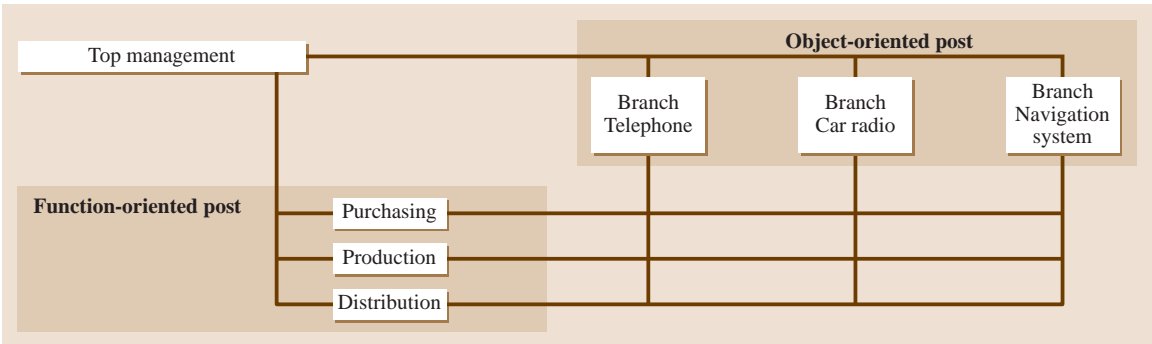 Object-oriented post
Top management
Branch
Telephone
Branch
Car radio
Branch
Navigation
system
Function-oriented post
Purchasing
Production
Distribution